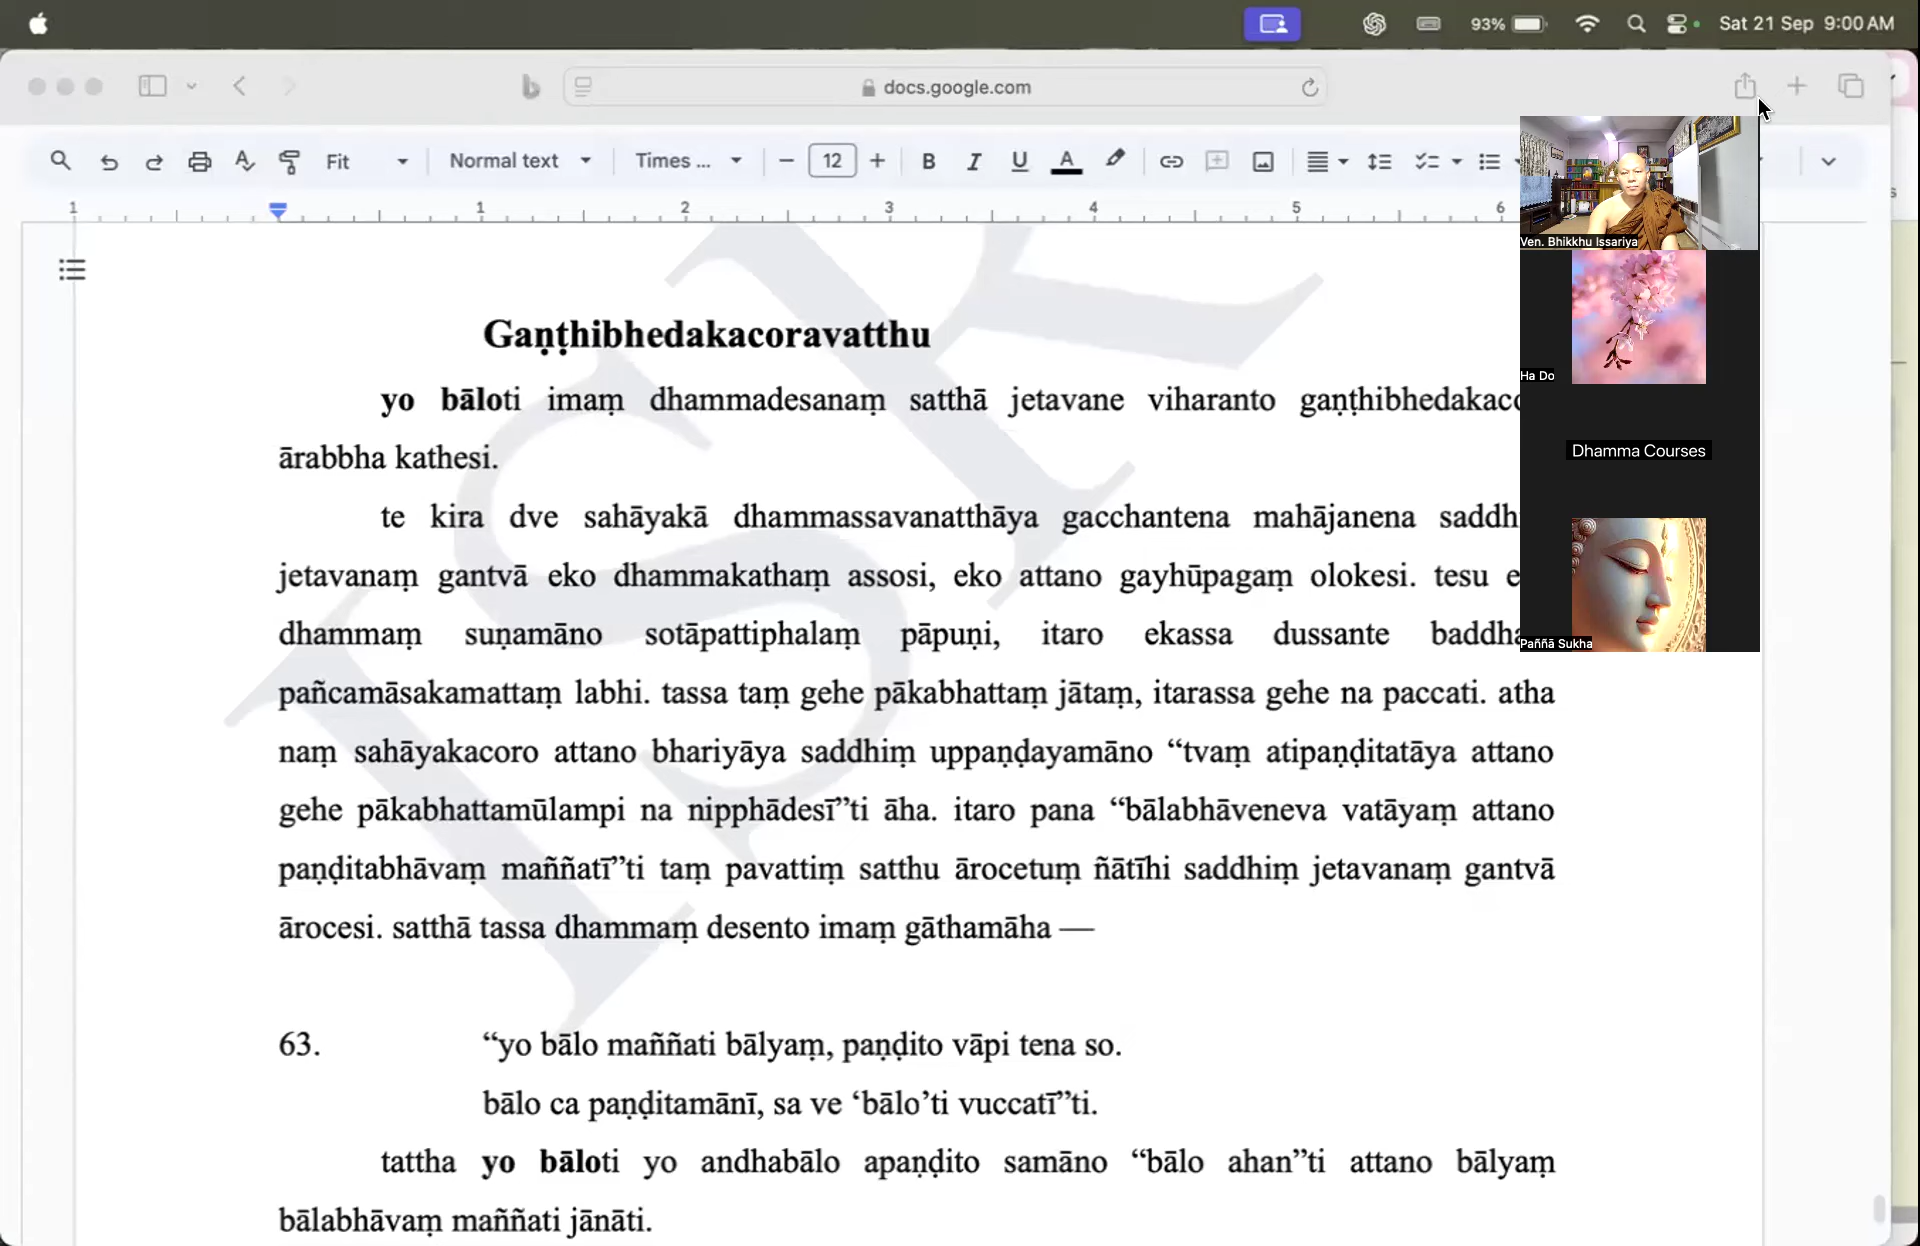 Sat 21 Sep 9:00 AM
93%
docs.google.com
Fit
Normal text
Times ...
12
B I U A
1 1 2 3 4 5 6
Gaṇṭhibhedakacoravatthu
yo bāloti imaṃ dhammadesanaṃ satthā jetavane viharanto
ārabbha kathesi.
te kira dve sahāyakā dhammassavanatthāya gacchantena mahājanena
jetavanaṃ gantvā eko dhammakathaṃ assosi, eko attano gayhūpagaṃ olokesi. tesu
dhammaṃ suṇamāno sotāpattiphalaṃ pāpuṇi, itaro ekassa dussante
pañcamāsakamattaṃ labhi. tassa taṃ gehe pākabhattaṃ jātaṃ, itarassa gehe na paccati. atha
naṃ sahāyakacoro attano bhariyāya saddhiṃ uppaṇḍayamāno “tvaṃ atipaṇḍitatāya attano
gehe pākabhattamūlampi na nipphādesī”ti āha. itaro pana “bālabhāveneva vatāyaṃ attano
paṇḍitabhāvaṃ maññatī”ti taṃ pavattiṃ satthu ārocetuṃ ñātīhi saddhiṃ jetavanaṃ gantvā
ārocesi. satthā tassa dhammaṃ desento imaṃ gāthamāha —
63. “yo bālo maññati bālyaṃ, paṇḍito vāpi tena so.
bālo ca paṇḍitamānī, sa ve ‘bālo’ti vuccatī”ti.
tattha yo bāloti yo andhabālo apaṇḍito samāno “bālo ahan”ti attano bālyaṃ
bālabhāvaṃ maññati jānāti.
Ven. Bhikkhu Issariya
Ha Do
Dhamma Courses
Paññā Sukha